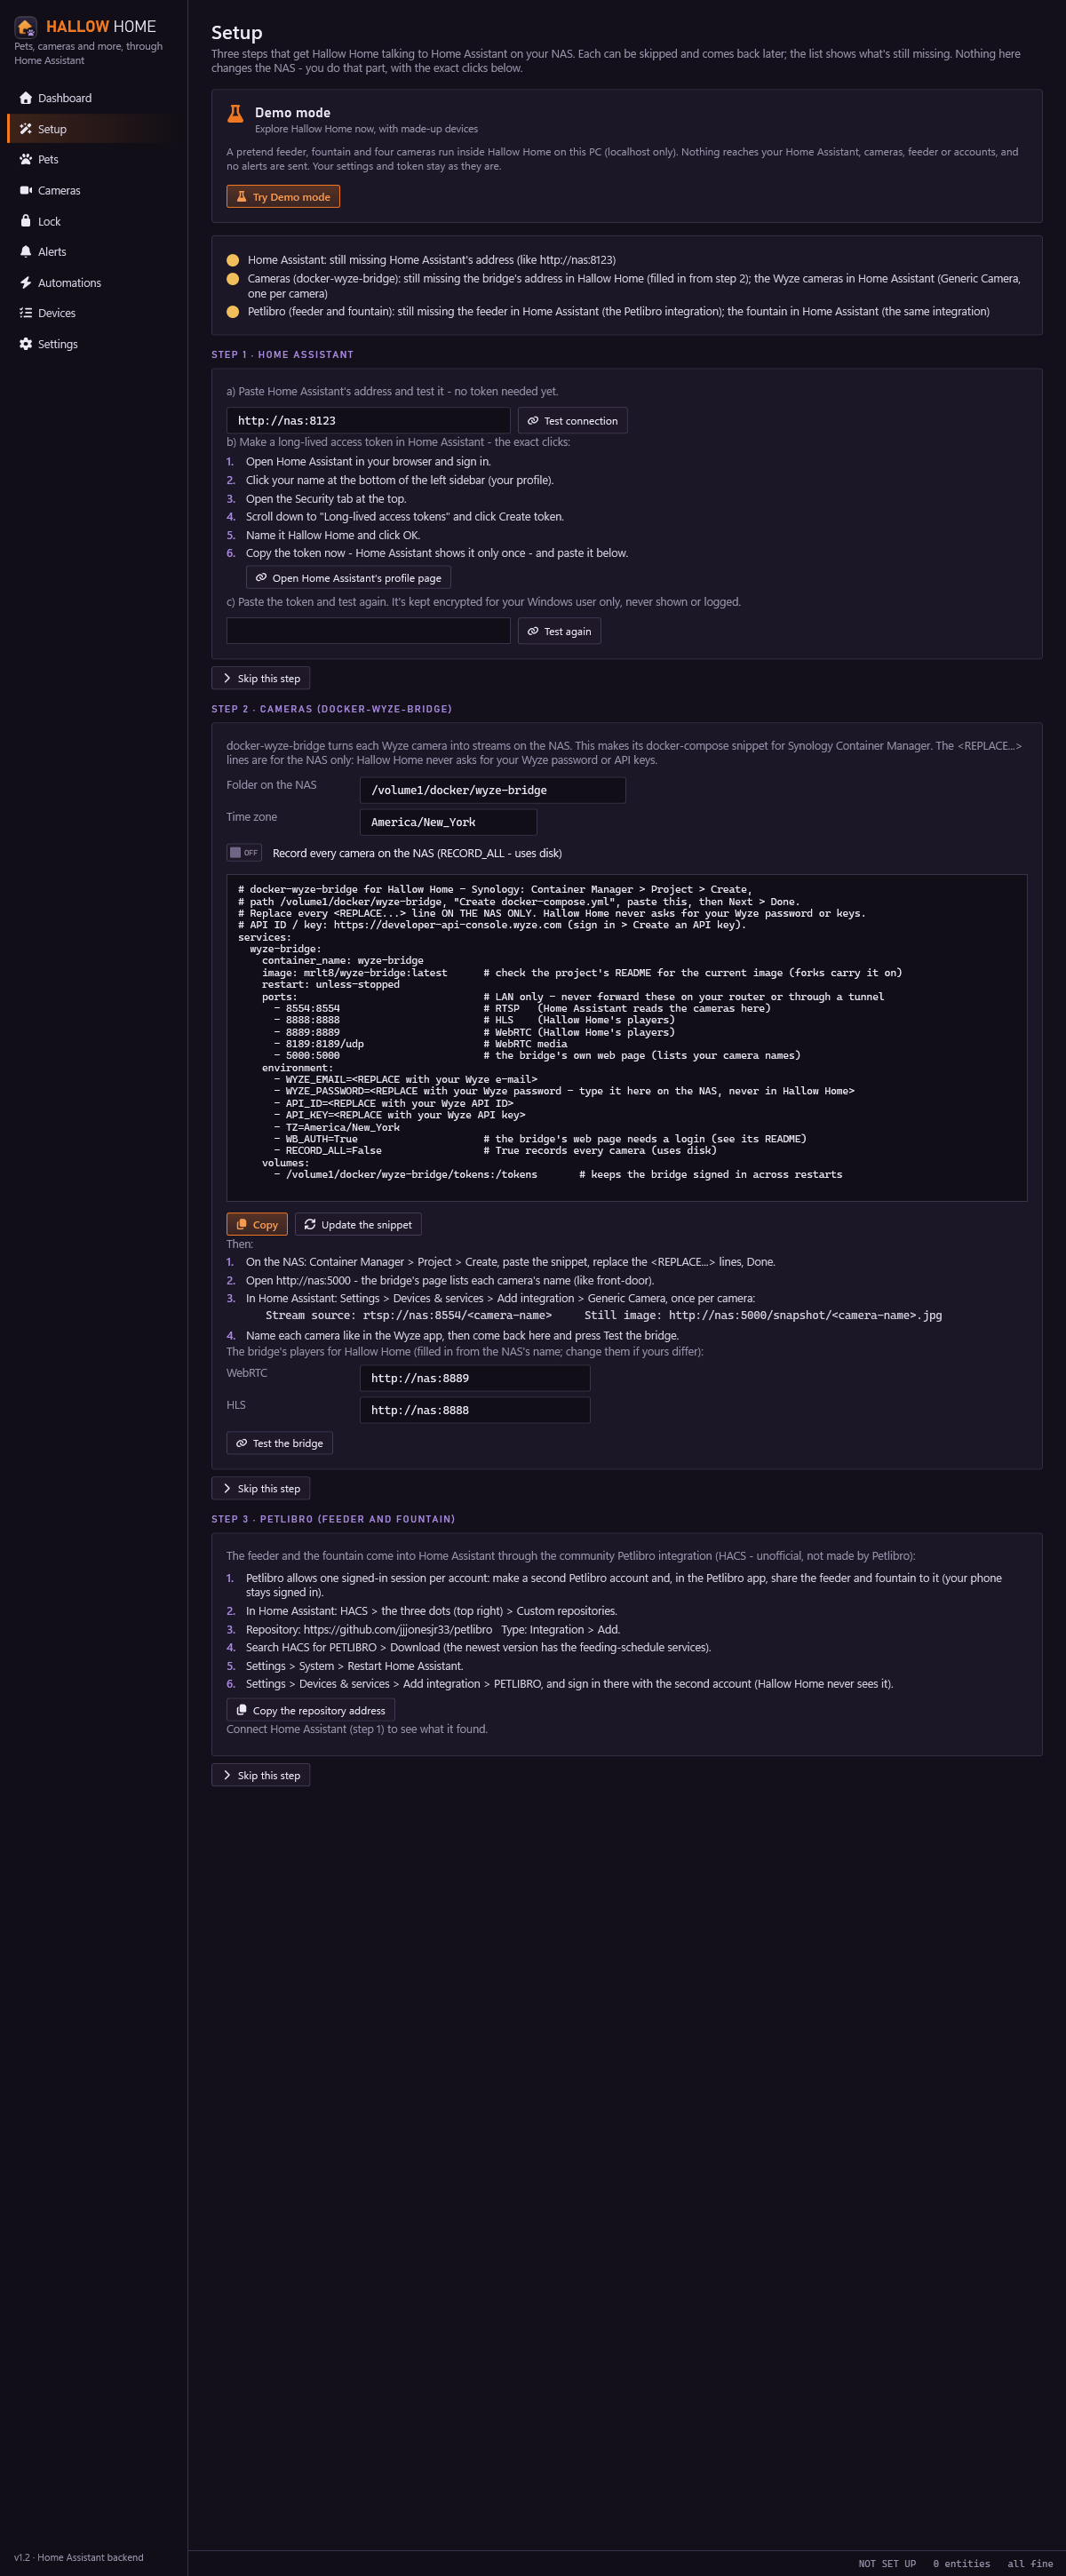 HALLOW HOME
Pets, cameras and more, through
Home Assistant
Dashboard
Setup
Pets
Cameras
Lock
Alerts
Automations
Devices
Settings
v1.2 · Home Assistant backend
Setup
Three steps that get Hallow Home talking to Home Assistant on your NAS. Each can be skipped and comes back later; the list shows what's still missing. Nothing here
changes the NAS - you do that part, with the exact clicks below.
Demo mode
Explore Hallow Home now, with made-up devices
A pretend feeder, fountain and four cameras run inside Hallow Home on this PC (localhost only). Nothing reaches your Home Assistant, cameras, feeder or accounts, and
no alerts are sent. Your settings and token stay as they are.
Try Demo mode
Home Assistant: still missing Home Assistant's address (like http://nas:8123)
Cameras (docker-wyze-bridge): still missing the bridge's address in Hallow Home (filled in from step 2); the Wyze cameras in Home Assistant (Generic Camera,
one per camera)
Petlibro (feeder and fountain): still missing the feeder in Home Assistant (the Petlibro integration); the fountain in Home Assistant (the same integration)
STEP 1 · HOME ASSISTANT
a) Paste Home Assistant's address and test it - no token needed yet.
http://nas:8123
Test connection
b) Make a long-lived access token in Home Assistant - the exact clicks:
1. Open Home Assistant in your browser and sign in.
2. Click your name at the bottom of the left sidebar (your profile).
3. Open the Security tab at the top.
4. Scroll down to "Long-lived access tokens" and click Create token.
5. Name it Hallow Home and click OK.
6. Copy the token now - Home Assistant shows it only once - and paste it below.
Open Home Assistant's profile page
c) Paste the token and test again. It's kept encrypted for your Windows user only, never shown or logged.
Test again
Skip this step
STEP 2 · CAMERAS (DOCKER-WYZE-BRIDGE)
docker-wyze-bridge turns each Wyze camera into streams on the NAS. This makes its docker-compose snippet for Synology Container Manager. The <REPLACE...>
lines are for the NAS only: Hallow Home never asks for your Wyze password or API keys.
Folder on the NAS
/volume1/docker/wyze-bridge
Time zone
America/New_York
OFF
Record every camera on the NAS (RECORD_ALL - uses disk)
# docker-wyze-bridge for Hallow Home - Synology: Container Manager > Project > Create,
# path /volume1/docker/wyze-bridge, "Create docker-compose.yml", paste this, then Next > Done.
# Replace every <REPLACE...> line ON THE NAS ONLY. Hallow Home never asks for your Wyze password or keys.
# API ID / key: https://developer-api-console.wyze.com (sign in > Create an API key).
services:
wyze-bridge:
container_name: wyze-bridge
image: mrlt8/wyze-bridge:latest # check the project's README for the current image (forks carry it on)
restart: unless-stopped
ports: # LAN only - never forward these on your router or through a tunnel
- 8554:8554 # RTSP (Home Assistant reads the cameras here)
- 8888:8888 # HLS (Hallow Home's players)
- 8889:8889 # WebRTC (Hallow Home's players)
- 8189:8189/udp # WebRTC media
- 5000:5000 # the bridge's own web page (lists your camera names)
environment:
- WYZE_EMAIL=<REPLACE with your Wyze e-mail>
- WYZE_PASSWORD=<REPLACE with your Wyze password - type it here on the NAS, never in Hallow Home>
- API_ID=<REPLACE with your Wyze API ID>
- API_KEY=<REPLACE with your Wyze API key>
- TZ=America/New_York
- WB_AUTH=True # the bridge's web page needs a login (see its README)
- RECORD_ALL=False # True records every camera (uses disk)
volumes:
- /volume1/docker/wyze-bridge/tokens:/tokens # keeps the bridge signed in across restarts
Copy
Update the snippet
Then:
1. On the NAS: Container Manager > Project > Create, paste the snippet, replace the <REPLACE...> lines, Done.
2. Open http://nas:5000 - the bridge's page lists each camera's name (like front-door).
3. In Home Assistant: Settings > Devices & services > Add integration > Generic Camera, once per camera:
Stream source: rtsp://nas:8554/<camera-name> Still image: http://nas:5000/snapshot/<camera-name>.jpg
4. Name each camera like in the Wyze app, then come back here and press Test the bridge.
The bridge's players for Hallow Home (filled in from the NAS's name; change them if yours differ):
WebRTC
http://nas:8889
HLS
http://nas:8888
Test the bridge
Skip this step
STEP 3 · PETLIBRO (FEEDER AND FOUNTAIN)
The feeder and the fountain come into Home Assistant through the community Petlibro integration (HACS - unofficial, not made by Petlibro):
1. Petlibro allows one signed-in session per account: make a second Petlibro account and, in the Petlibro app, share the feeder and fountain to it (your phone
stays signed in).
2. In Home Assistant: HACS > the three dots (top right) > Custom repositories.
3. Repository: https://github.com/jjjonesjr33/petlibro Type: Integration > Add.
4. Search HACS for PETLIBRO > Download (the newest version has the feeding-schedule services).
5. Settings > System > Restart Home Assistant.
6. Settings > Devices & services > Add integration > PETLIBRO, and sign in there with the second account (Hallow Home never sees it).
Copy the repository address
Connect Home Assistant (step 1) to see what it found.
Skip this step
NOT SET UP 0 entities all fine